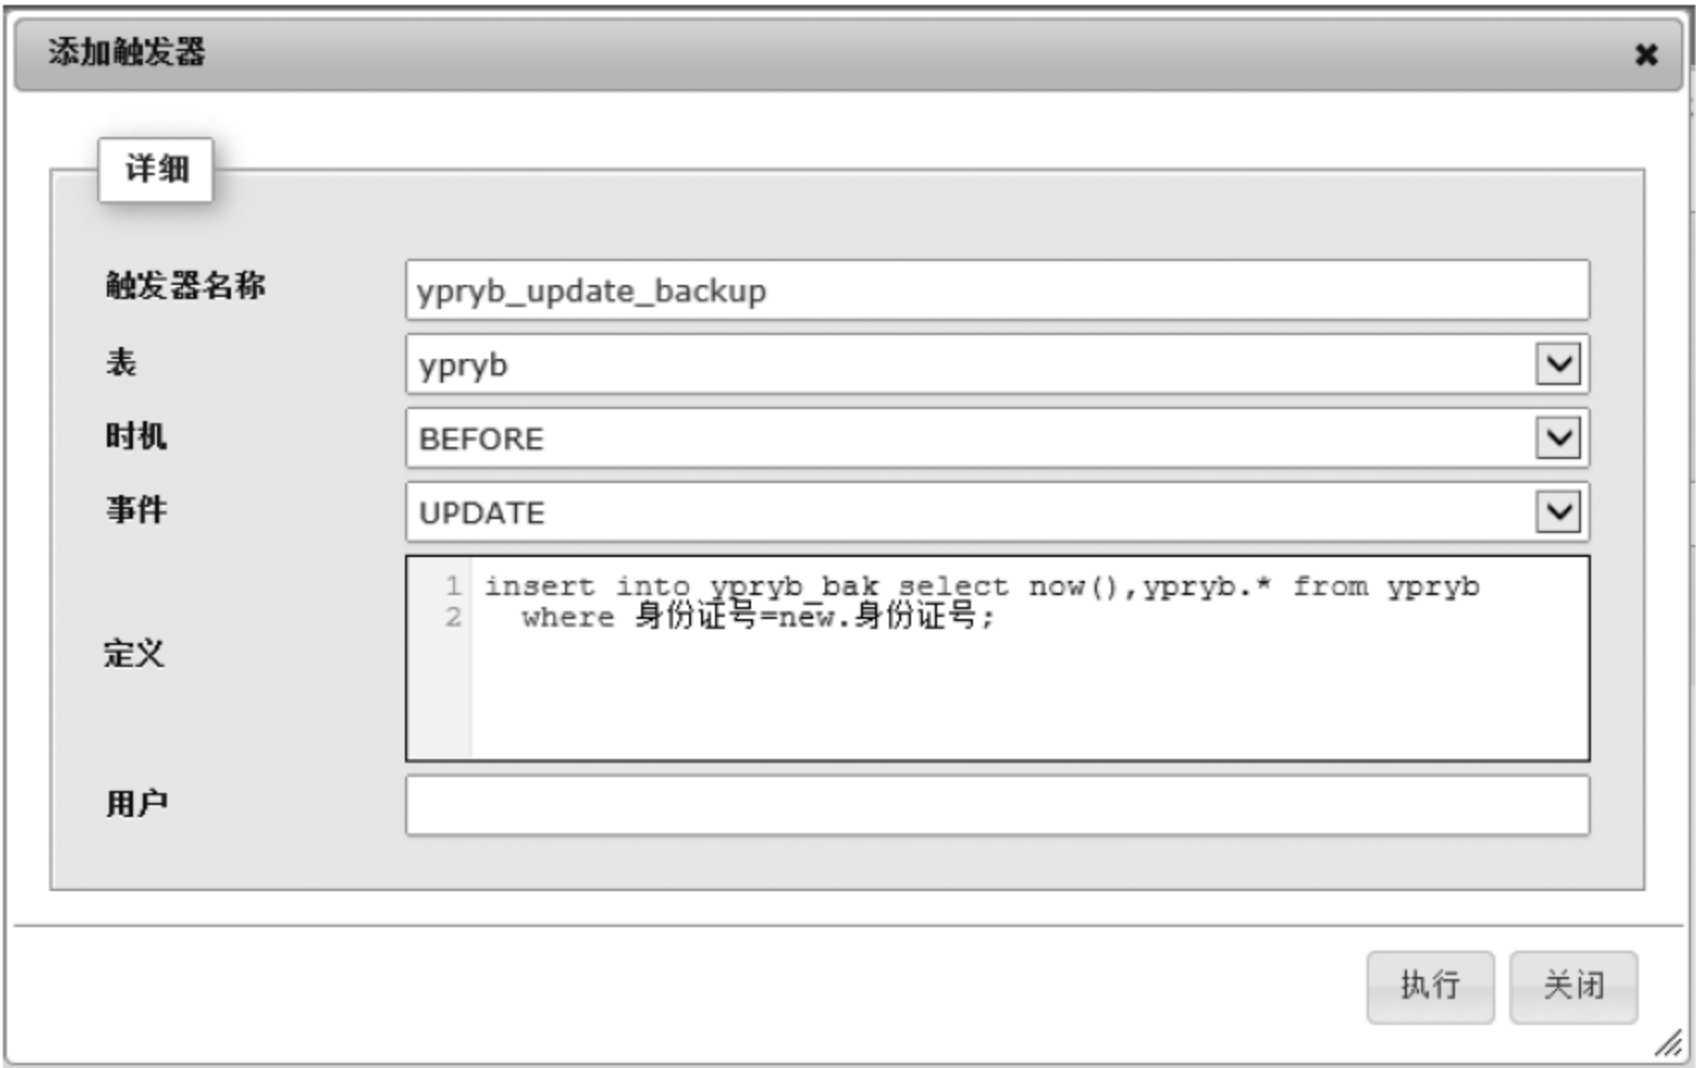 添加触发器
详细
触发器名称 ypryb_update_backup
表 ypryb
时机 BEFORE
事件 UPDATE
定义
1 insert into ypryb_bak select now(),ypryb.* from ypryb
2 where 身份证号=new.身份证号;
用户
执行 关闭